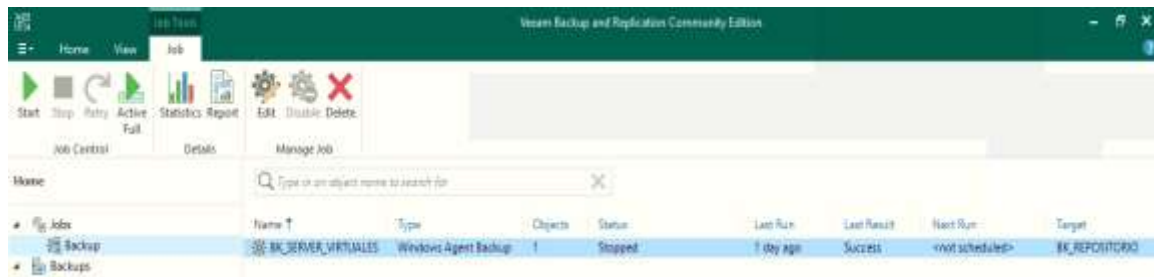 Job Tools
Veeam Backup and Replication Community Edition
Home View Job
Start Stop Retry Active Full Statistics Report Edit Disable Delete
Job Control Details Manage Job
Home
Type in an object name to search for
Jobs
Name Type Objects Status Last Run Last Result Next Run Target
Backup
BK_SERVER_VIRTUALES Windows Agent Backup 1 Stopped 1 day ago Success <not scheduled> BK_REPOSITORIO
Backups